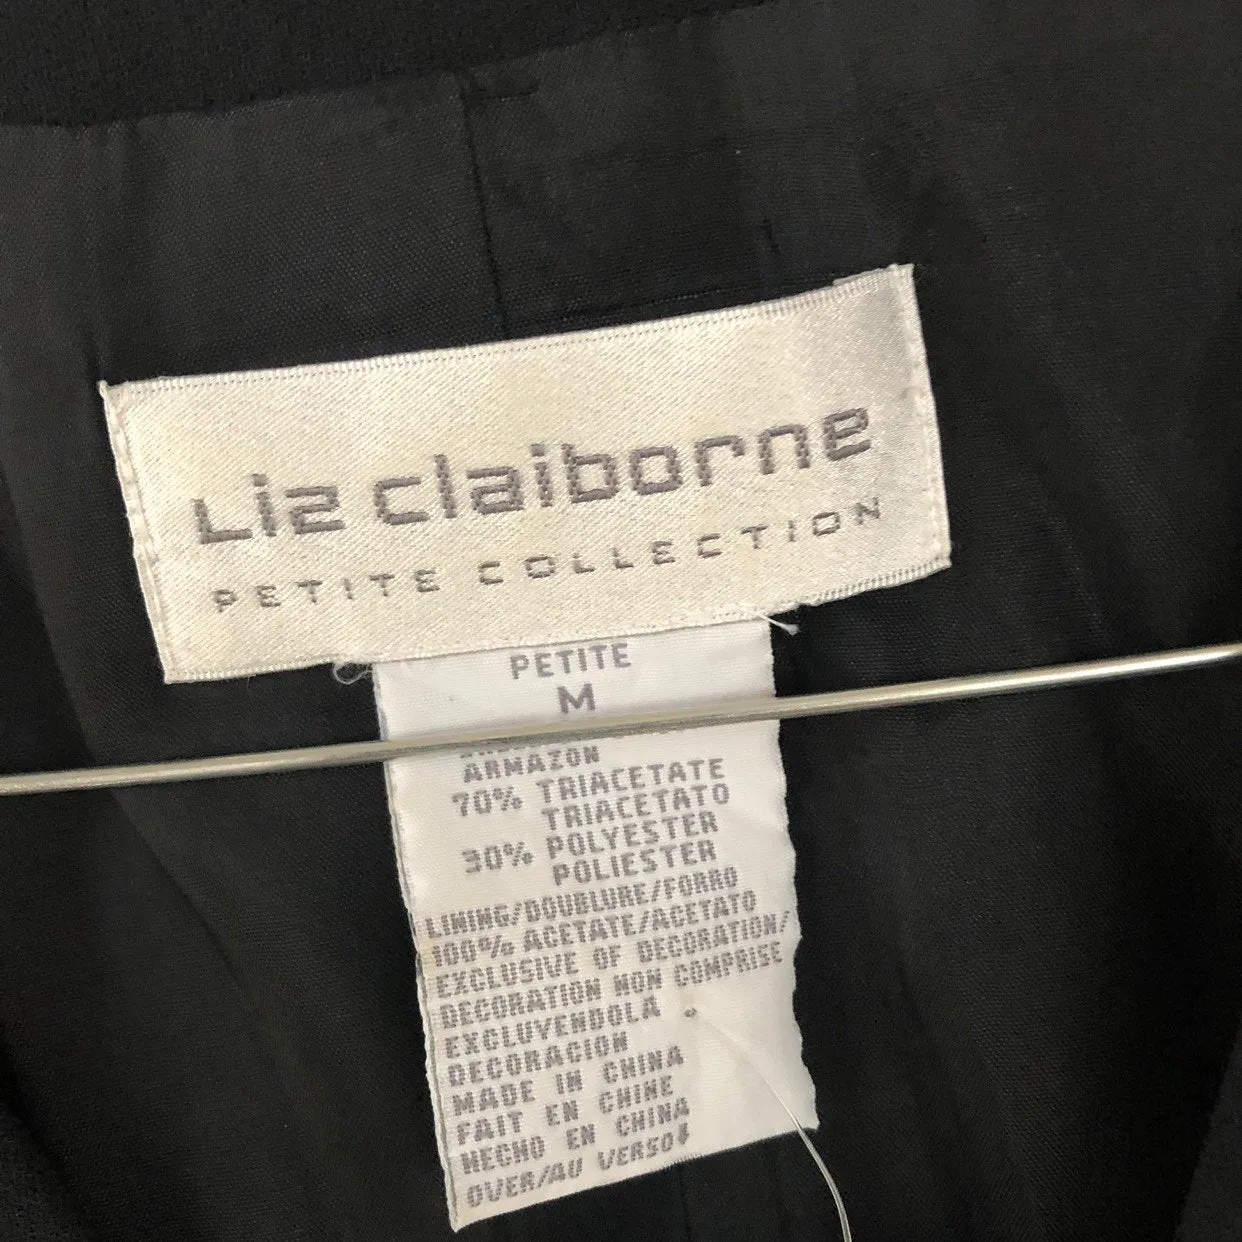 Liz claiborne
PETITE COLLECTION
PETITE
M
ARMAZON
70% TRIACETATE
TRIACETATO
30% POLYESTER
POLIESTER
LINING/DOUBLURE/FORRO
100% ACETATE/ACETATO
EXCLUSIVE OF DECORATION/
DECORATION NON COMPRISE
EXCLUYENDOLA
DECORACION
MADE IN CHINA
FAIT EN CHINE
HECHO EN CHINA
OVER/AU VERSO